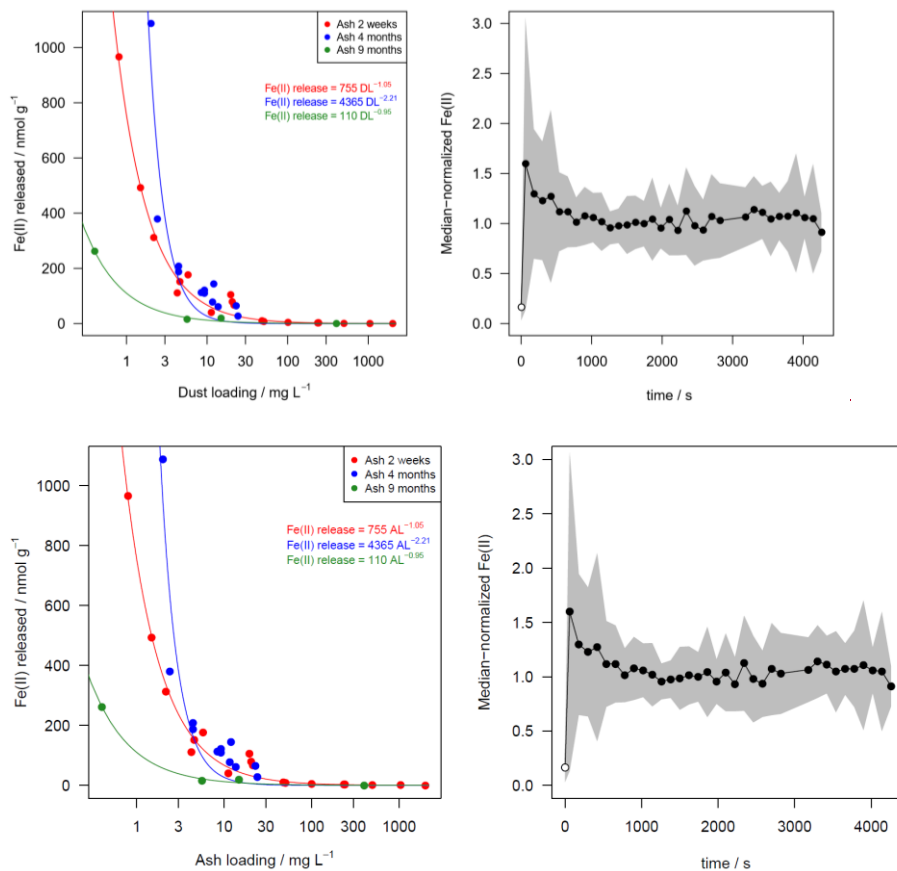 Ash 2 weeks
Ash 4 months
Ash 9 months
Fe(II) release = 755 DL⁻¹·⁰⁵
Fe(II) release = 4365 DL⁻²·²¹
Fe(II) release = 110 DL⁻⁰·⁹⁵
Fe(II) released / nmol g⁻¹
1000
800
600
400
200
0
1 3 10 30 100 300 1000
Dust loading / mg L⁻¹
Median−normalized Fe(II)
3.0
2.5
2.0
1.5
1.0
0.5
0.0
0 1000 2000 3000 4000
time / s
Ash 2 weeks
Ash 4 months
Ash 9 months
Fe(II) release = 755 AL⁻¹·⁰⁵
Fe(II) release = 4365 AL⁻²·²¹
Fe(II) release = 110 AL⁻⁰·⁹⁵
Fe(II) released / nmol g⁻¹
1000
800
600
400
200
0
1 3 10 30 100 300 1000
Ash loading / mg L⁻¹
Median−normalized Fe(II)
3.0
2.5
2.0
1.5
1.0
0.5
0.0
0 1000 2000 3000 4000
time / s